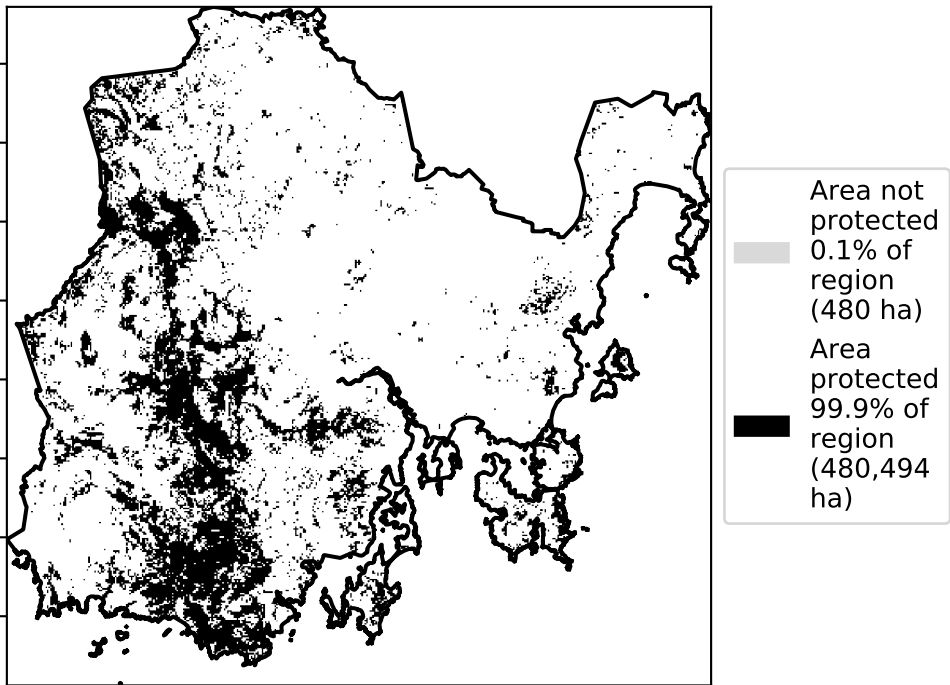 Area not
protected
0.1% of
region
(480 ha)
Area
protected
99.9% of
region
(480,494
ha)